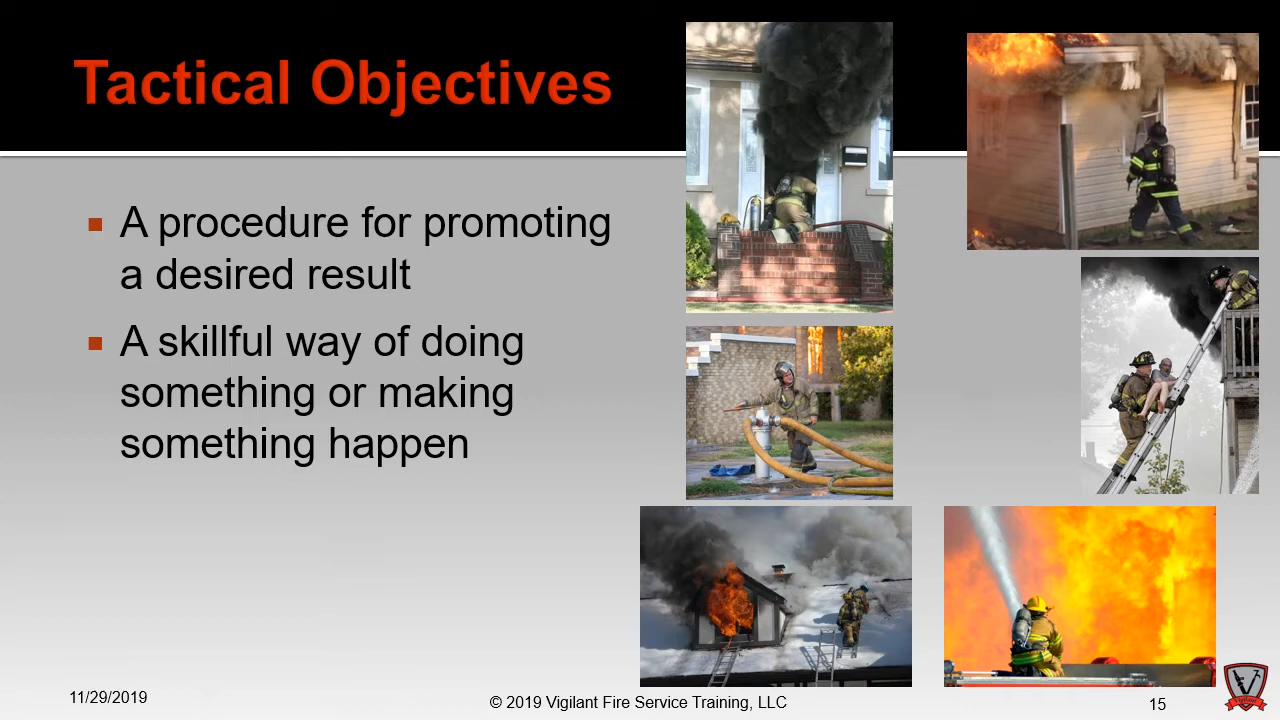 Tactical Objectives
A procedure for promoting
a desired result
A skillful way of doing
something or making
something happen
11/29/2019
© 2019 Vigilant Fire Service Training, LLC
15
Vigilant